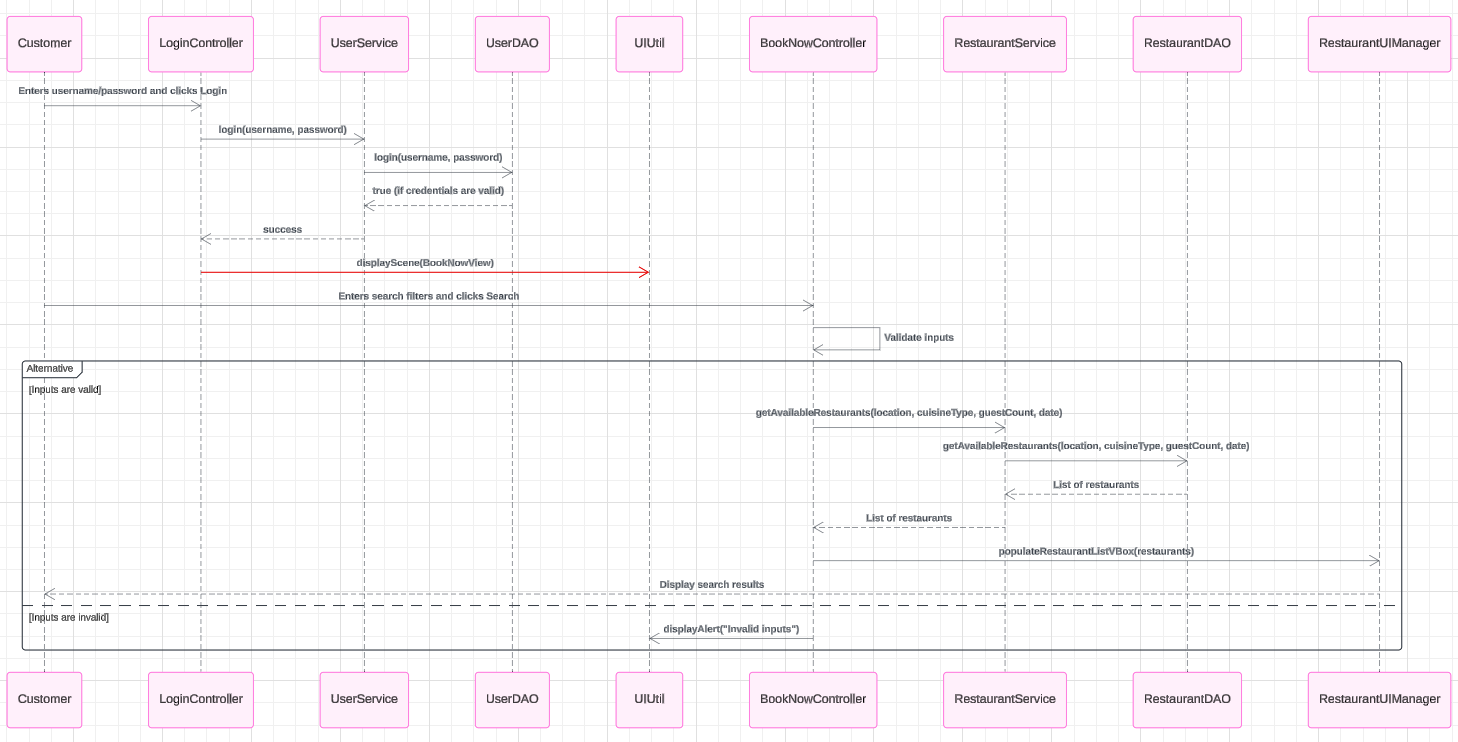 Customer
LoginController
UserService
UserDAO
UIUtil
BookNowController
RestaurantService
RestaurantDAO
RestaurantUIManager
Enters username/password and clicks Login
login(username, password)
login(username, password)
true (if credentials are valid)
success
displayScene(BookNowView)
Enters search filters and clicks Search
Validate inputs
Alternative
[Inputs are valid]
getAvailableRestaurants(location, cuisineType, guestCount, date)
getAvailableRestaurants(location, cuisineType, guestCount, date)
List of restaurants
List of restaurants
populateRestaurantListVBox(restaurants)
Display search results
[Inputs are invalid]
displayAlert("Invalid inputs")
Customer
LoginController
UserService
UserDAO
UIUtil
BookNowController
RestaurantService
RestaurantDAO
RestaurantUIManager